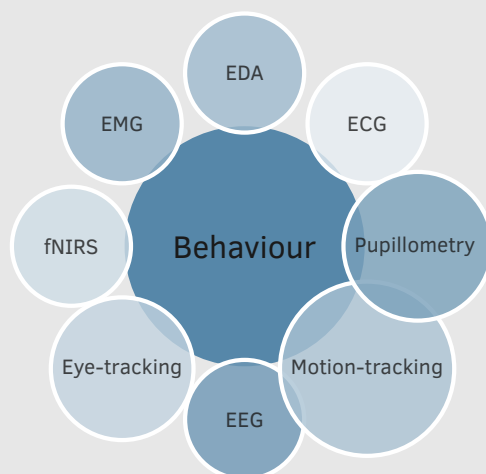 EDA
EMG
ECG
fNIRS
Behaviour
Pupillometry
Eye-tracking
Motion-tracking
EEG